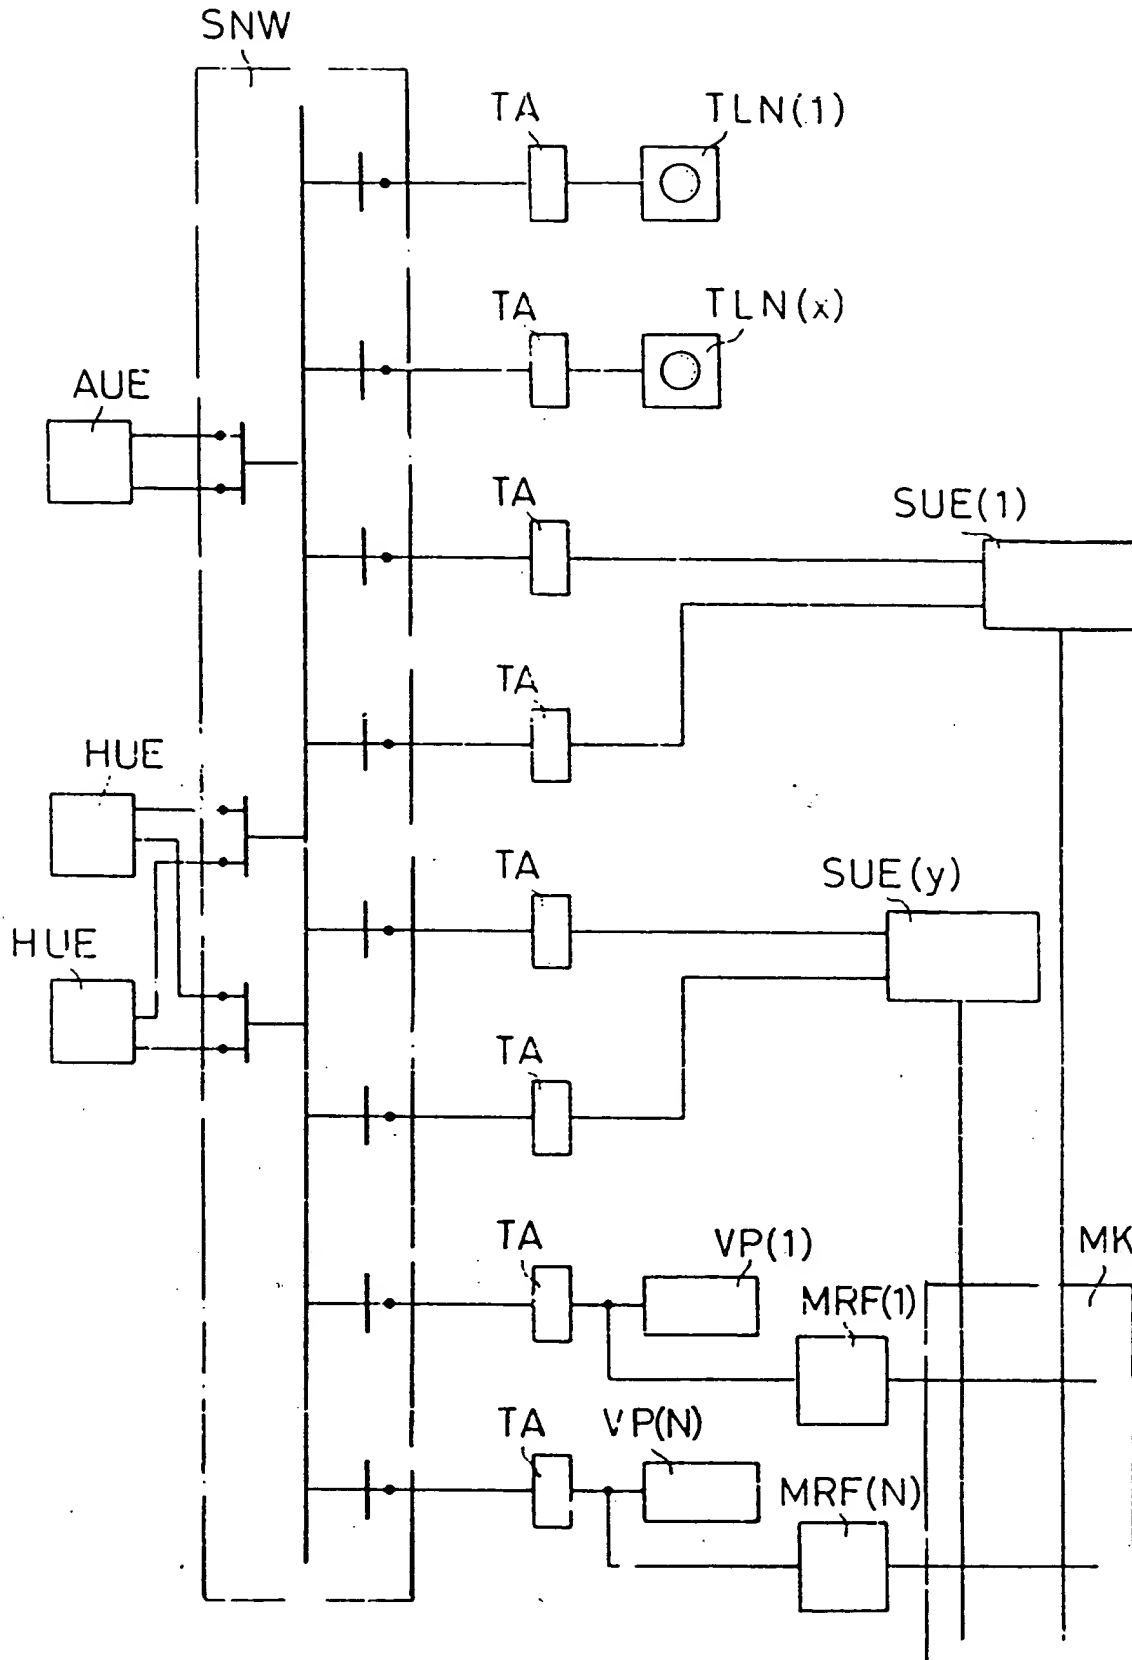 SNW
TA
TLN(1)
TA
TLN(x)
AUE
TA
SUE(1)
TA
HUE
TA
SUE(y)
HUE
TA
TA
VP(1)
MK
MRF(1)
TA
VP(N)
MRF(N)